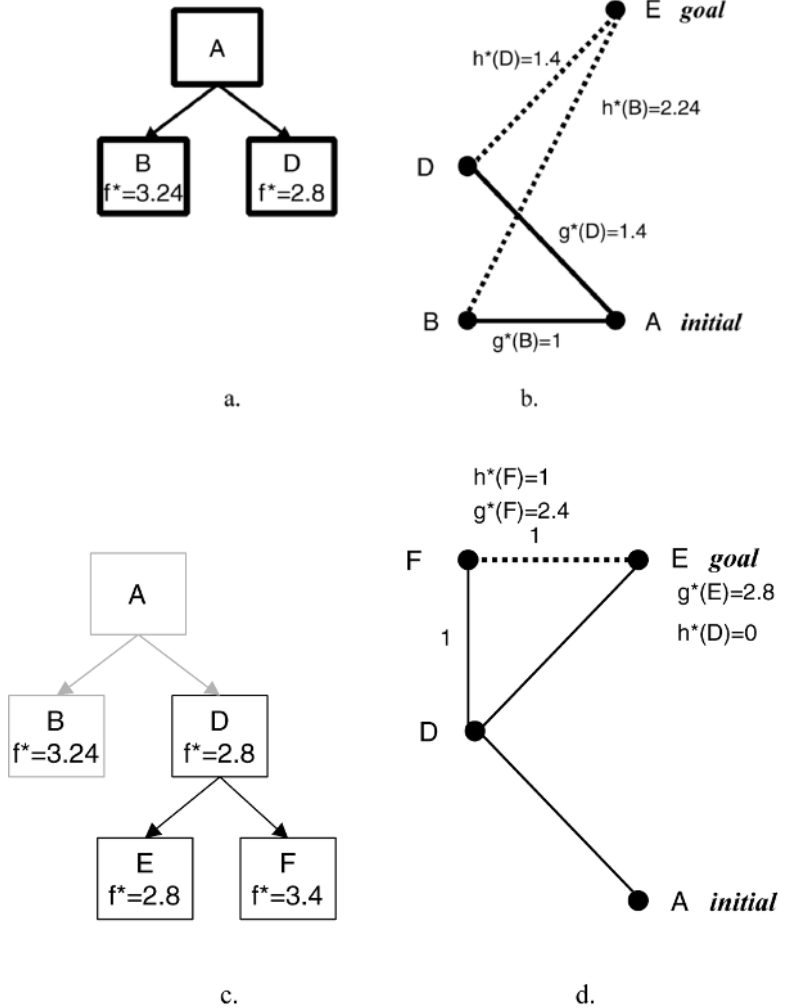 A
B
f*=3.24
D
f*=2.8
a.
E goal
h*(D)=1.4
h*(B)=2.24
D
g*(D)=1.4
B
A initial
g*(B)=1
b.
A
B
f*=3.24
D
f*=2.8
E
f*=2.8
F
f*=3.4
c.
h*(F)=1
g*(F)=2.4
1
F
E goal
g*(E)=2.8
h*(D)=0
1
D
A initial
d.